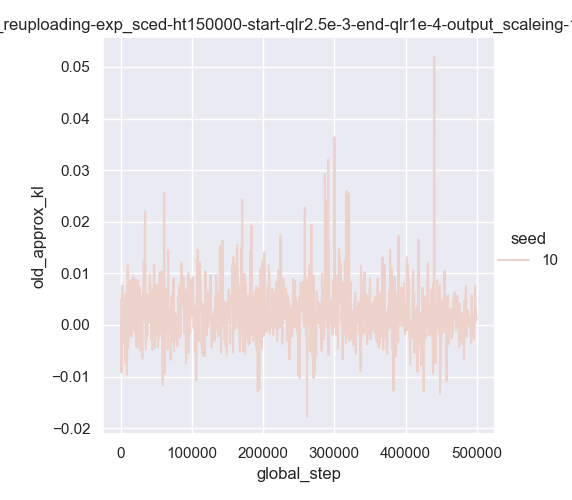 _reuploading-exp_sced-ht150000-start-qlr2.5e-3-end-qlr1e-4-output_scaleing-
old_approx_kl
0.05
0.04
0.03
0.02
0.01
0.00
−0.01
−0.02
0 100000 200000 300000 400000 500000
global_step
seed
10